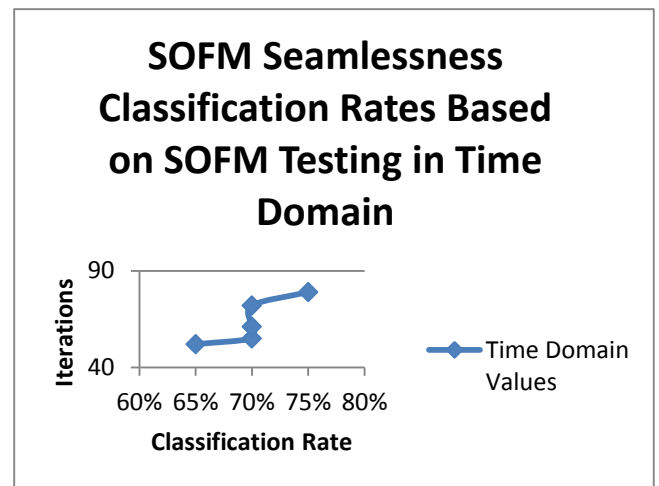 SOFM Seamlessness
Classification Rates Based
on SOFM Testing in Time
Domain
90
40
Iterations
60% 65% 70% 75% 80%
Classification Rate
Time Domain
Values